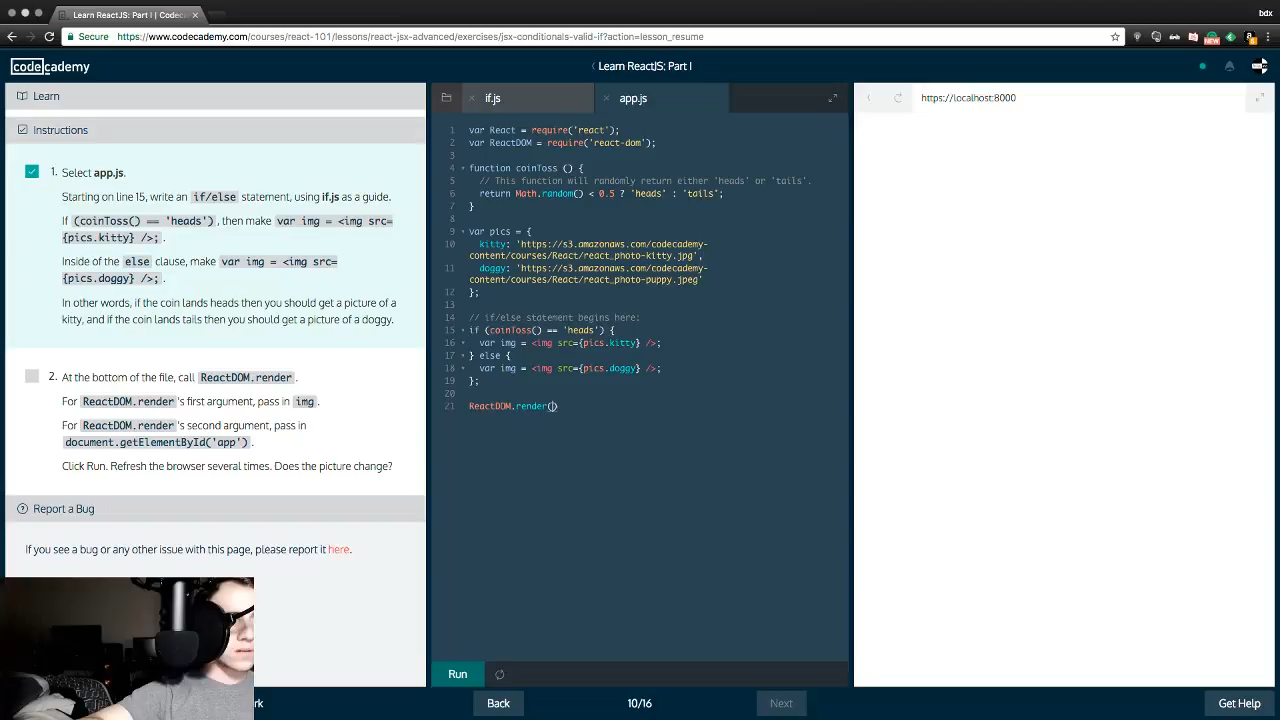 Learn ReactJS: Part I | Codec
bdx
Secure https://www.codecademy.com/courses/react-101/lessons/react-jsx-advanced/exercises/jsx-conditionals-valid-if?action=lesson_resume
codecademy
Learn ReactJS: Part I
Learn
Instructions
1. Select app.js.
Starting on line 15, write an if/else statement, using if.js as a guide.
If (coinToss() == 'heads'), then make var img = <img src=
{pics.kitty} />;.
Inside of the else clause, make var img = <img src=
{pics.doggy} />;.
In other words, if the coin lands heads then you should get a picture of a
kitty, and if the coin lands tails then you should get a picture of a doggy.
2. At the bottom of the file, call ReactDOM.render.
For ReactDOM.render's first argument, pass in img.
For ReactDOM.render's second argument, pass in
document.getElementById('app').
Click Run. Refresh the browser several times. Does the picture change?
Report a Bug
If you see a bug or any other issue with this page, please report it here.
if.js
app.js
1 var React = require('react');
2 var ReactDOM = require('react-dom');
3
4 function coinToss () {
5 // This function will randomly return either 'heads' or 'tails'.
6 return Math.random() < 0.5 ? 'heads' : 'tails';
7 }
8
9 var pics = {
10 kitty: 'https://s3.amazonaws.com/codecademy-
content/courses/React/react_photo-kitty.jpg',
11 doggy: 'https://s3.amazonaws.com/codecademy-
content/courses/React/react_photo-puppy.jpeg'
12 };
13
14 // if/else statement begins here:
15 if (coinToss() == 'heads') {
16 var img = <img src={pics.kitty} />;
17 } else {
18 var img = <img src={pics.doggy} />;
19 };
20
21 ReactDOM.render()
https://localhost:8000
Run
rk
Back
10/16
Next
Get Help